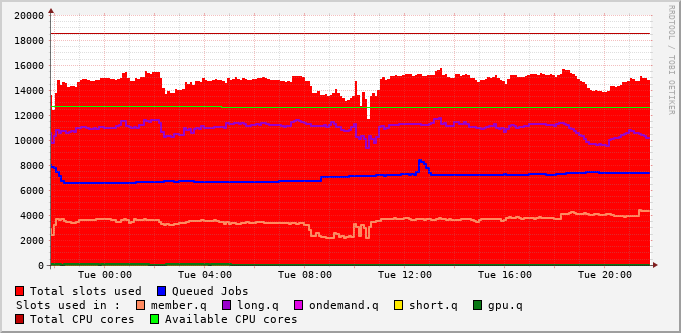 20000
18000
16000
14000
12000
10000
8000
6000
4000
2000
0
Tue 00:00 Tue 04:00 Tue 08:00 Tue 12:00 Tue 16:00 Tue 20:00
RRDTOOL / TOBI OETIKER
Total slots used Queued Jobs
Slots used in : member.q long.q ondemand.q short.q gpu.q
Total CPU cores Available CPU cores